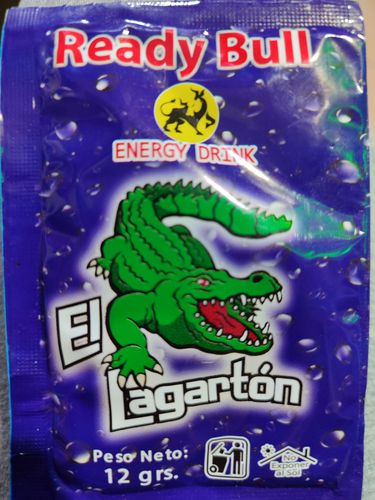 Ready Bull
ENERGY DRINK
El
Lagartón
Peso Neto:
12 grs.
No
Exponer
al Sol